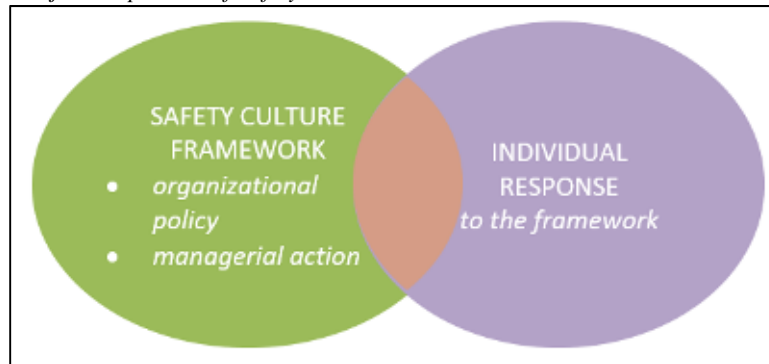 SAFETY CULTURE
FRAMEWORK
• organizational
policy
• managerial action
INDIVIDUAL
RESPONSE
to the framework